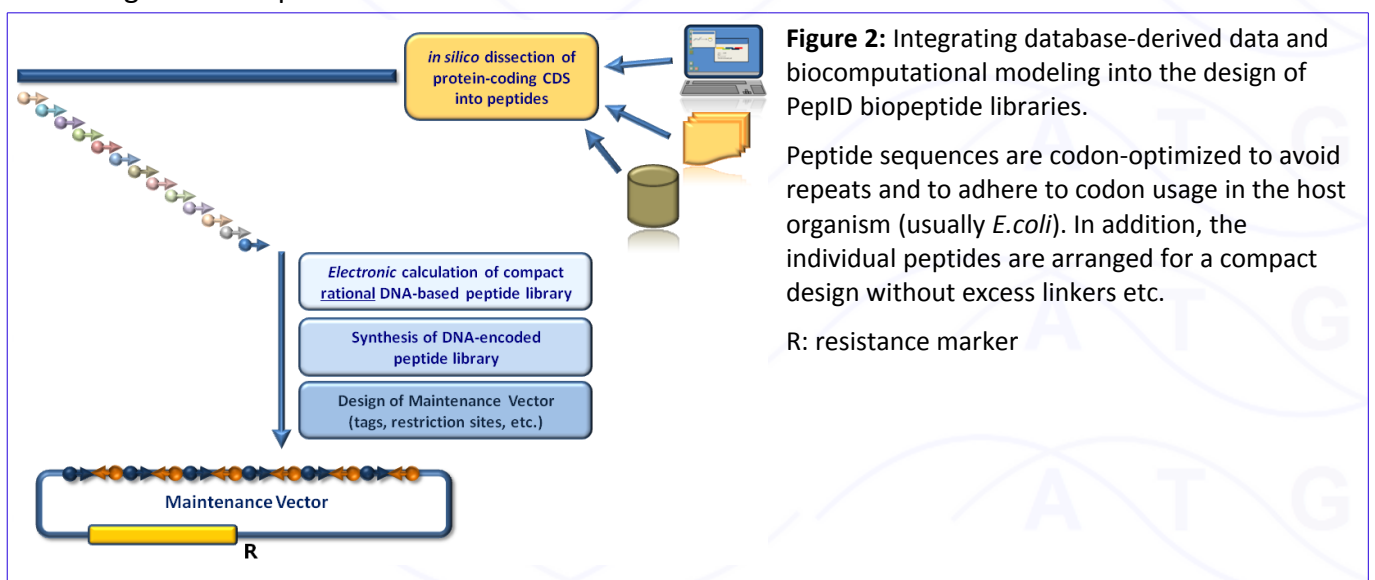 in silico dissection of
protein-coding CDS
into peptides
Electronic calculation of compact
rational DNA-based peptide library
Synthesis of DNA-encoded
peptide library
Design of Maintenance Vector
(tags, restriction sites, etc.)
Maintenance Vector
R
Figure 2: Integrating database-derived data and
biocomputational modeling into the design of
PepID biopeptide libraries.
Peptide sequences are codon-optimized to avoid
repeats and to adhere to codon usage in the host
organism (usually E.coli). In addition, the
individual peptides are arranged for a compact
design without excess linkers etc.
R: resistance marker
A T G
A T G
A T G